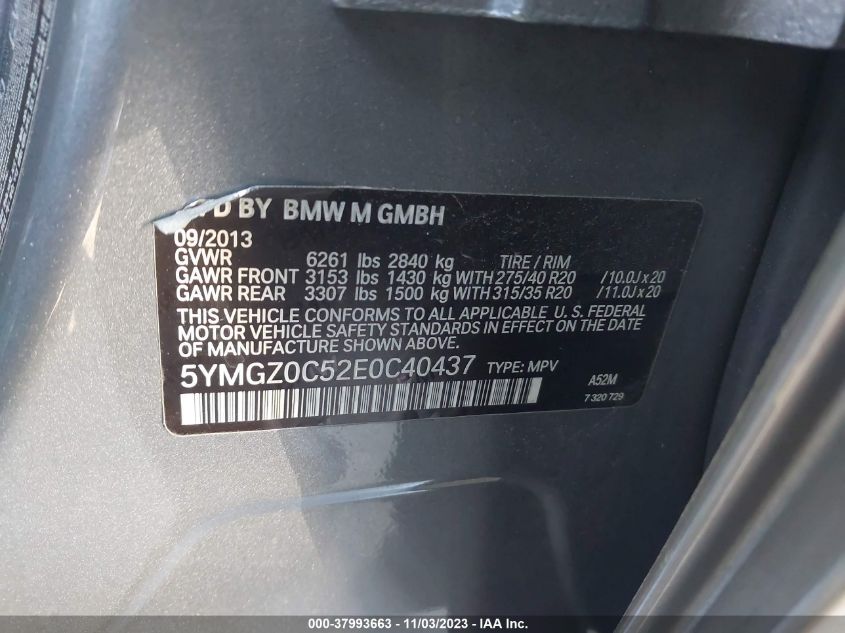 BY BMW M GMBH
09/2013
GVWR 6261 lbs 2840 kg TIRE / RIM
GAWR FRONT 3153 lbs 1430 kg WITH 275/40 R20 /10.0J x 20
GAWR REAR 3307 lbs 1500 kg WITH 315/35 R20 /11.0J x 20
THIS VEHICLE CONFORMS TO ALL APPLICABLE U. S. FEDERAL
MOTOR VEHICLE SAFETY STANDARDS IN EFFECT ON THE DATE
OF MANUFACTURE SHOWN ABOVE.
5YMGZ0C52E0C40437 TYPE: MPV A52M
7 320 729
000-37993663 - 11/03/2023 - IAA Inc.